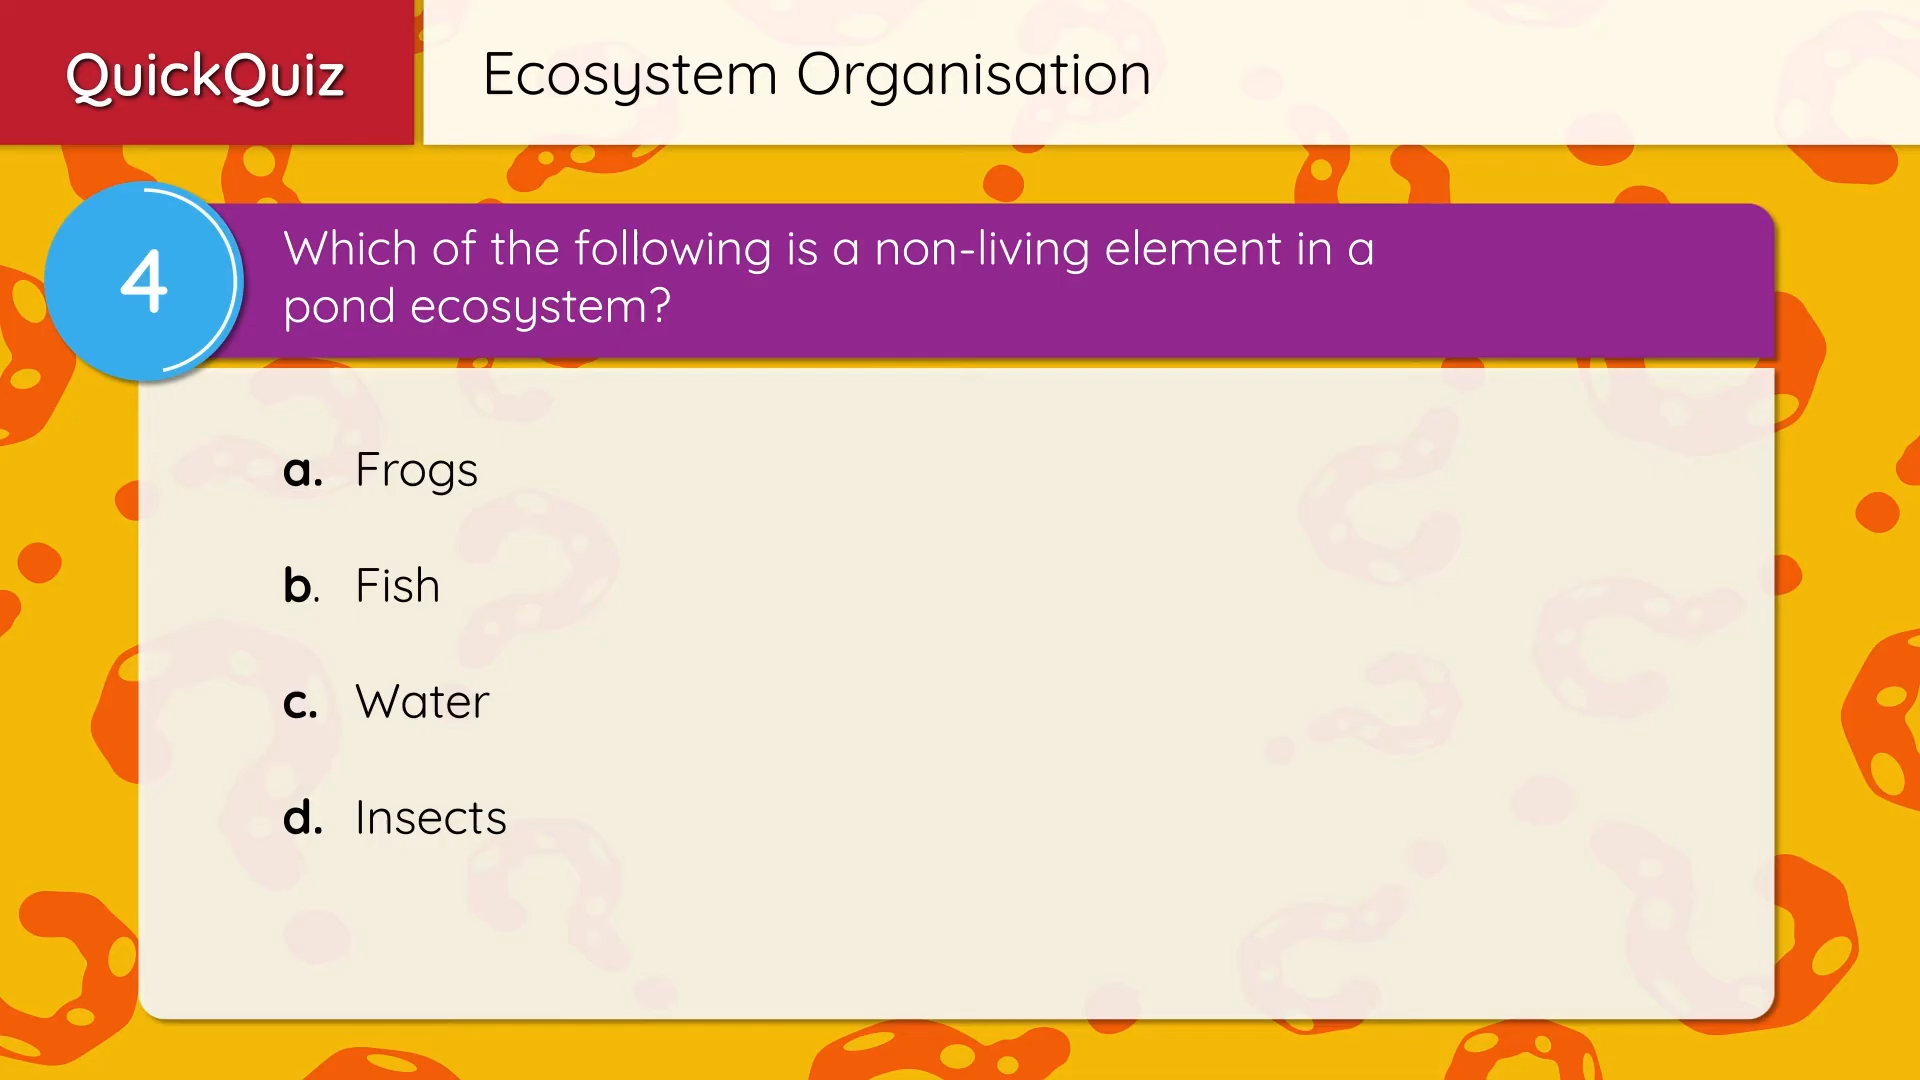 QuickQuiz
Ecosystem Organisation
4
Which of the following is a non-living element in a
pond ecosystem?
a. Frogs
b. Fish
c. Water
d. Insects